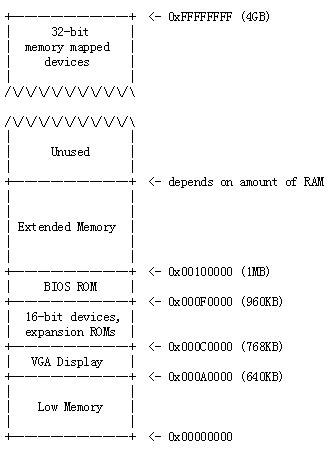 <- 0xFFFFFFFF (4GB)
32-bit
memory mapped
devices
Unused
<- depends on amount of RAM
Extended Memory
<- 0x00100000 (1MB)
BIOS ROM
<- 0x000F0000 (960KB)
16-bit devices,
expansion ROMs
<- 0x000C0000 (768KB)
VGA Display
<- 0x000A0000 (640KB)
Low Memory
<- 0x00000000